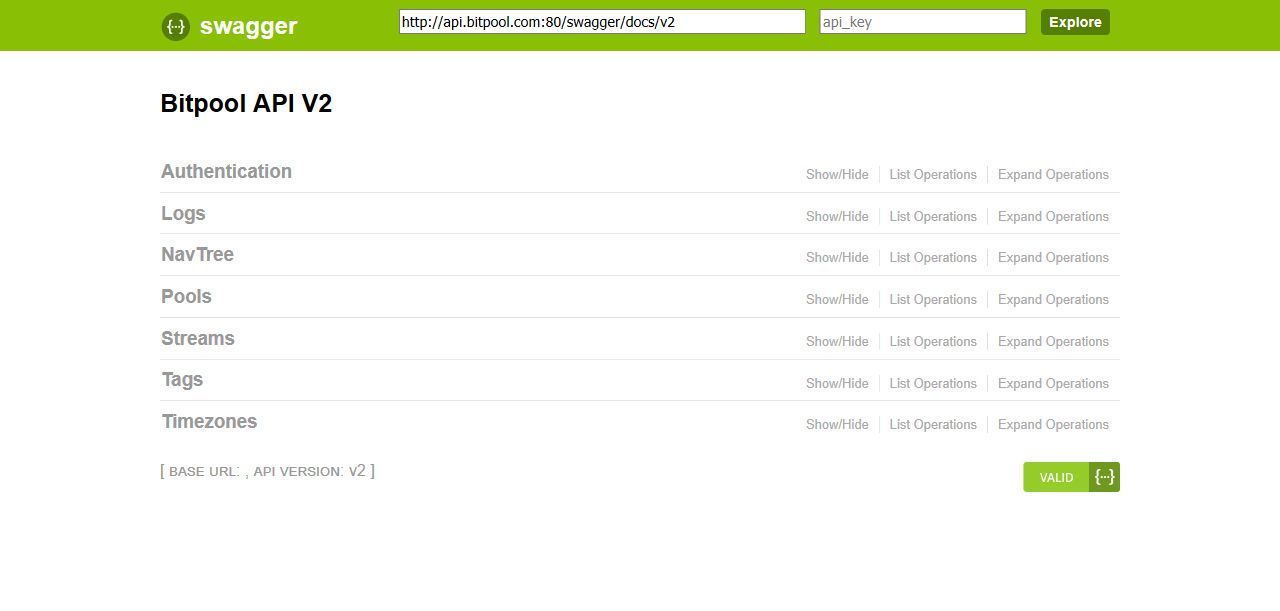 {···} swagger http://api.bitpool.com:80/swagger/docs/v2 api_key Explore
Bitpool API V2
Authentication Show/Hide List Operations Expand Operations
Logs Show/Hide List Operations Expand Operations
NavTree Show/Hide List Operations Expand Operations
Pools Show/Hide List Operations Expand Operations
Streams Show/Hide List Operations Expand Operations
Tags Show/Hide List Operations Expand Operations
Timezones Show/Hide List Operations Expand Operations
[ BASE URL: , API VERSION: V2 ] VALID {···}